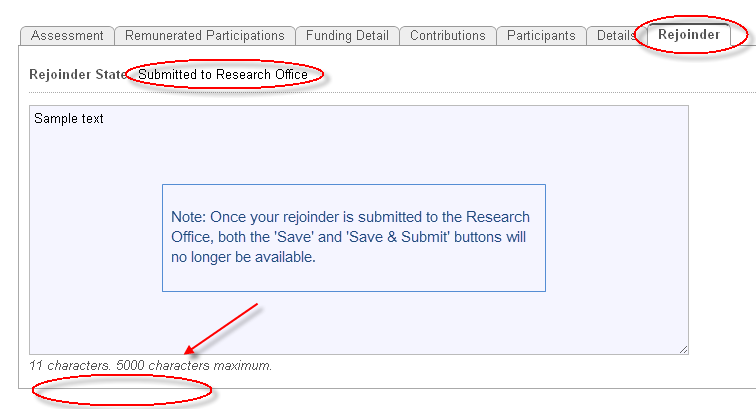 Assessment Remunerated Participations Funding Detail Contributions Participants Details Rejoinder
Rejoinder State Submitted to Research Office
Sample text
Note: Once your rejoinder is submitted to the Research
Office, both the 'Save' and 'Save & Submit' buttons will
no longer be available.
11 characters. 5000 characters maximum.